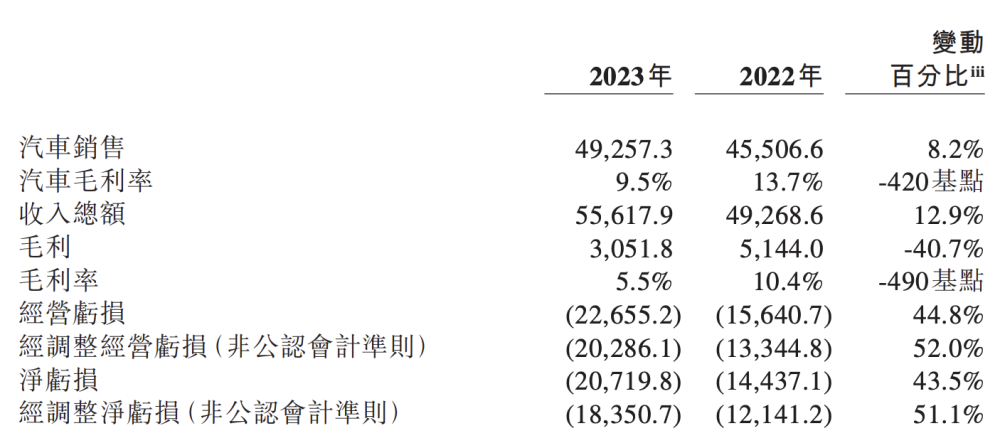 變動
2023年 2022年 百分比iii
汽車銷售 49,257.3 45,506.6 8.2%
汽車毛利率 9.5% 13.7% -420基點
收入總額 55,617.9 49,268.6 12.9%
毛利 3,051.8 5,144.0 -40.7%
毛利率 5.5% 10.4% -490基點
經營虧損 (22,655.2) (15,640.7) 44.8%
經調整經營虧損(非公認會計準則) (20,286.1) (13,344.8) 52.0%
淨虧損 (20,719.8) (14,437.1) 43.5%
經調整淨虧損(非公認會計準則) (18,350.7) (12,141.2) 51.1%